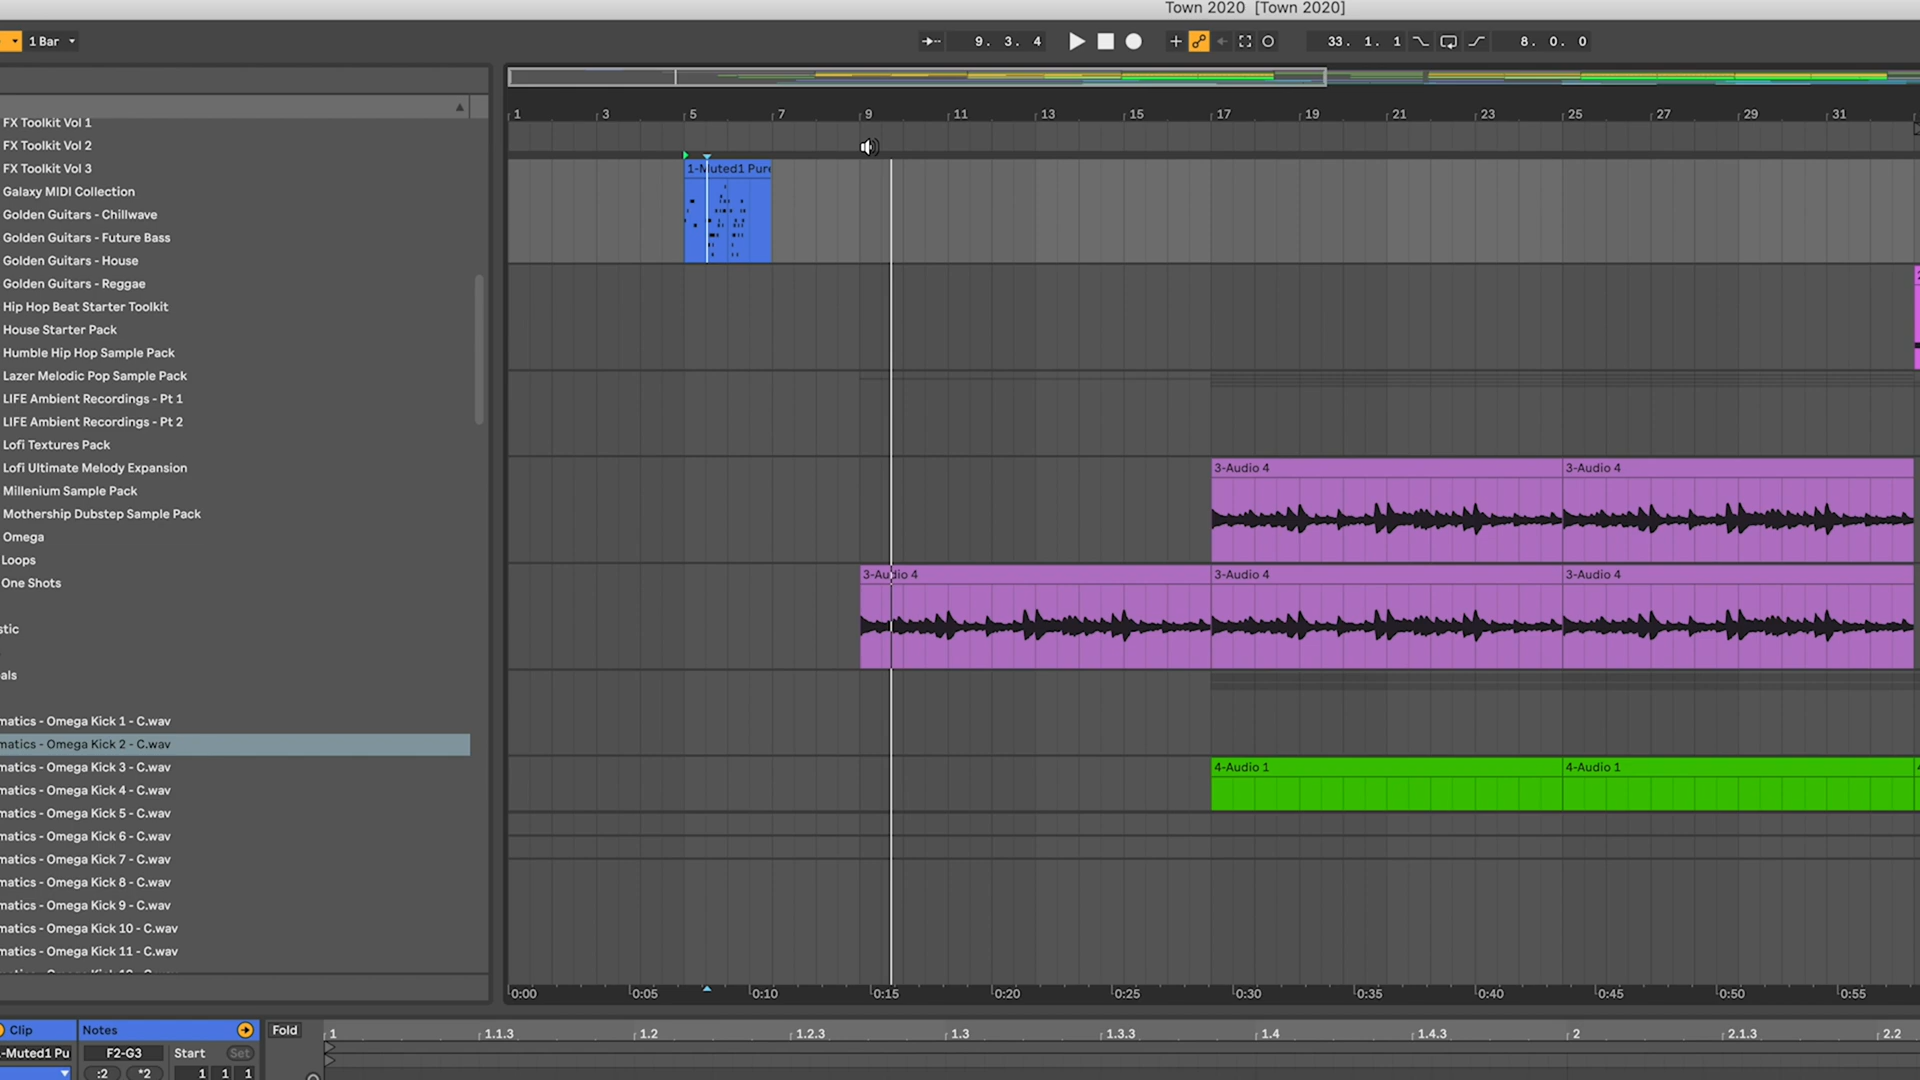 Town 2020 [Town 2020]
1 Bar
9. 3. 4
33. 1. 1
8. 0. 0
1 3 5 7 9 11 13 15 17 19 21 23 25 27 29 31
FX Toolkit Vol 1
FX Toolkit Vol 2
FX Toolkit Vol 3
Galaxy MIDI Collection
Golden Guitars - Chillwave
Golden Guitars - Future Bass
Golden Guitars - House
Golden Guitars - Reggae
Hip Hop Beat Starter Toolkit
House Starter Pack
Humble Hip Hop Sample Pack
Lazer Melodic Pop Sample Pack
LIFE Ambient Recordings - Pt 1
LIFE Ambient Recordings - Pt 2
Lofi Textures Pack
Lofi Ultimate Melody Expansion
Millenium Sample Pack
Mothership Dubstep Sample Pack
Omega
Loops
One Shots
stic
als
matics - Omega Kick 1 - C.wav
matics - Omega Kick 2 - C.wav
matics - Omega Kick 3 - C.wav
matics - Omega Kick 4 - C.wav
matics - Omega Kick 5 - C.wav
matics - Omega Kick 6 - C.wav
matics - Omega Kick 7 - C.wav
matics - Omega Kick 8 - C.wav
matics - Omega Kick 9 - C.wav
matics - Omega Kick 10 - C.wav
matics - Omega Kick 11 - C.wav
1-Muted1 Pure
3-Audio 4
3-Audio 4
3-Audio 4
3-Audio 4
3-Audio 4
4-Audio 1
4-Audio 1
0:00 0:05 0:10 0:15 0:20 0:25 0:30 0:35 0:40 0:45 0:50 0:55
Clip
Notes
Fold
1 1.1.3 1.2 1.2.3 1.3 1.3.3 1.4 1.4.3 2 2.1.3 2.2
-Muted1 Pu
F2-G3
Start
Set
:2
*2
1 1 1